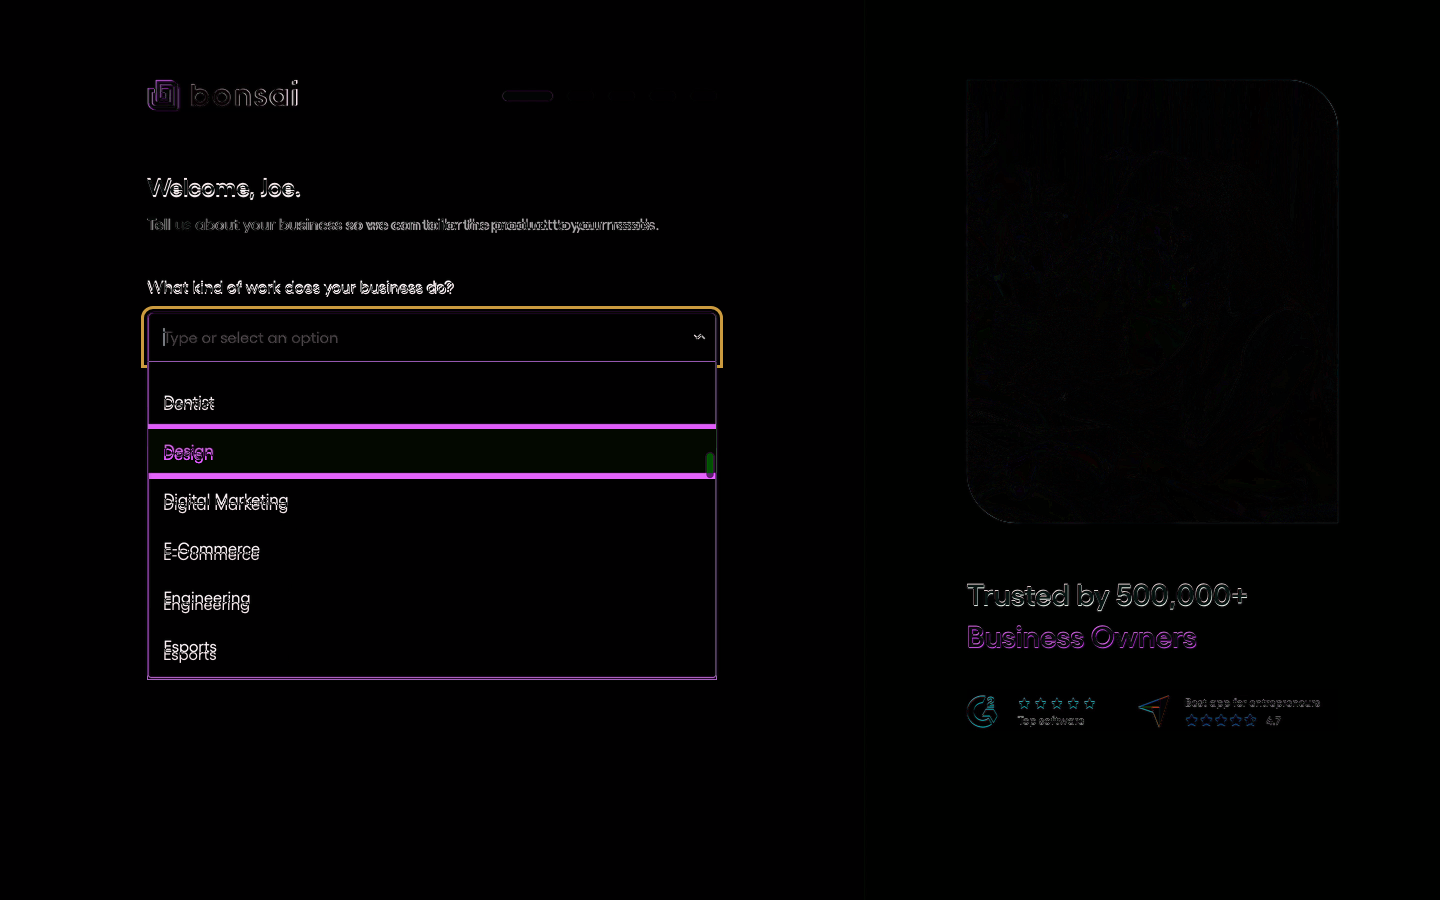 bonsai
Welcome, Joe.
Tell us about your business so we can tailor the product to your needs.
What kind of work does your business do?
Type or select an option
Dentist
Design
Digital Marketing
E-Commerce
Engineering
Esports
Trusted by 500,000+
Business Owners
Top software
Best app for entrepreneurs
4.7